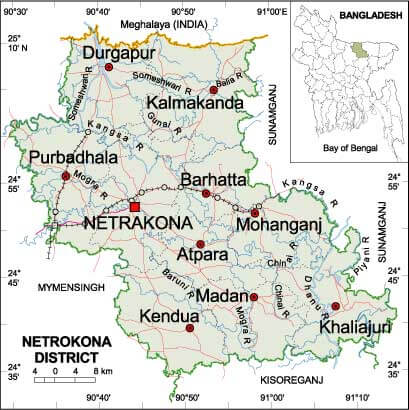 90°30'
90/40
90/50
91°00'
25°
10'
N
Meghalaya (INDIA)
BANGLADESH
Bay of Bengal
Durgapur
Someshwari R
Someshwari R
Balia R
Kalmakanda
Gunai R
Kangsa R
SUNAMGANJ
Purbadhala
Mogra R
24
55
Barhatta
Kangsa R
24
55
NETRAKONA
Mohanganj
SUNAMGANJ
Atpara
Chinai R
Piyani R
24
45
MYMENSINGH
Baruni R
Madan
Chinai R
Dhanu R
24
45
Kendua
Mogra R
Khaliajuri
NETROKONA
DISTRICT
4 0 4 8 km
KISOREGANJ
24
35
24
35
90/40
90/50
91/00
91/10